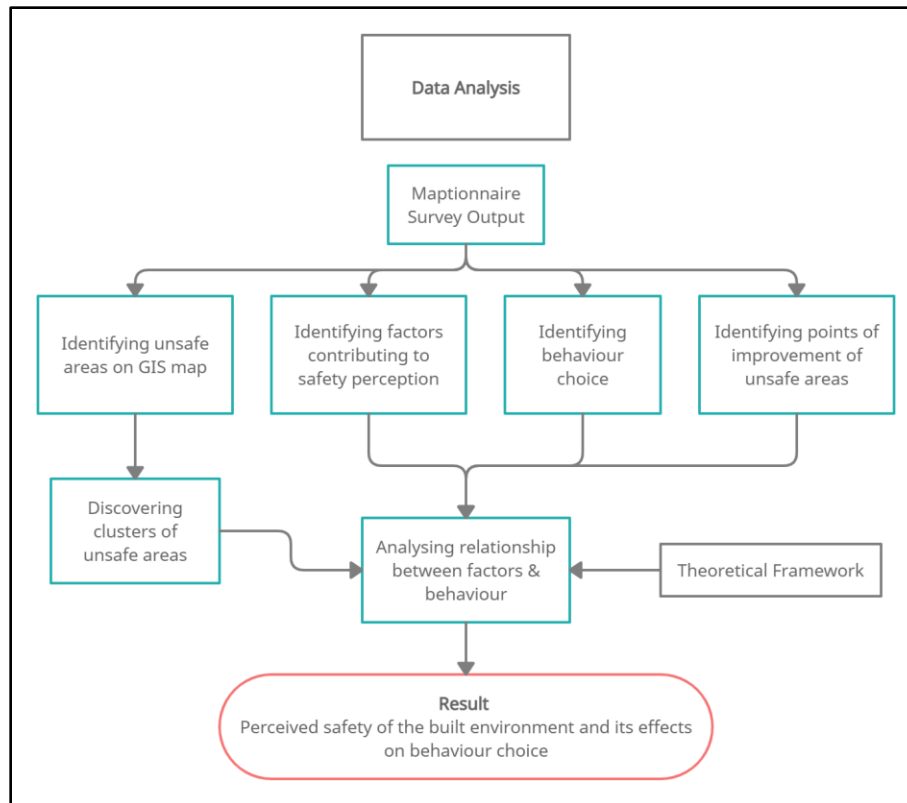 Data Analysis
Maptionnaire
Survey Output
Identifying unsafe
areas on GIS map
Identifying factors
contributing to
safety perception
Identifying
behaviour
choice
Identifying points of
improvement of
unsafe areas
Discovering
clusters of
unsafe areas
Analysing relationship
between factors &
behaviour
Theoretical Framework
Result
Perceived safety of the built environment and its effects
on behaviour choice